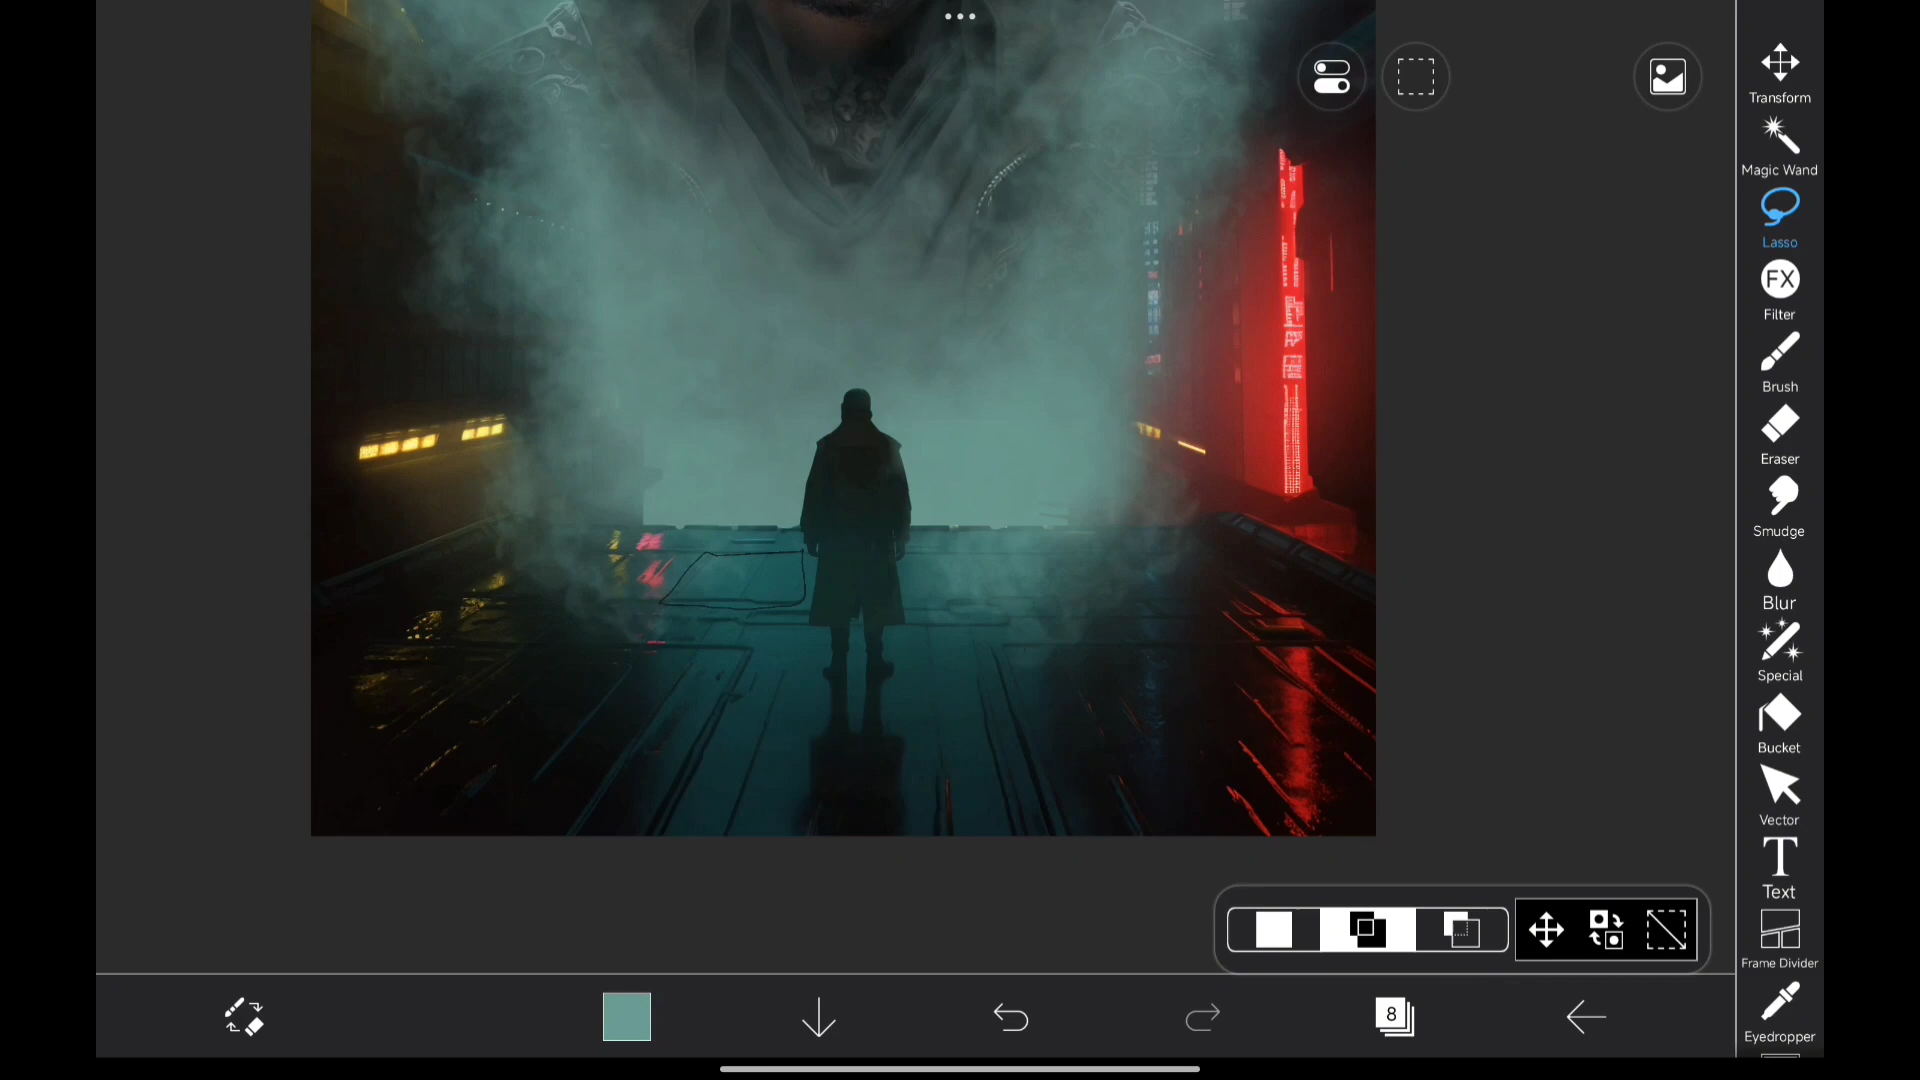 Transform
Magic Wand
Lasso
FX
Filter
Brush
Eraser
Smudge
Blur
Special
Bucket
Vector
T
Text
Frame Divider
Eyedropper
8